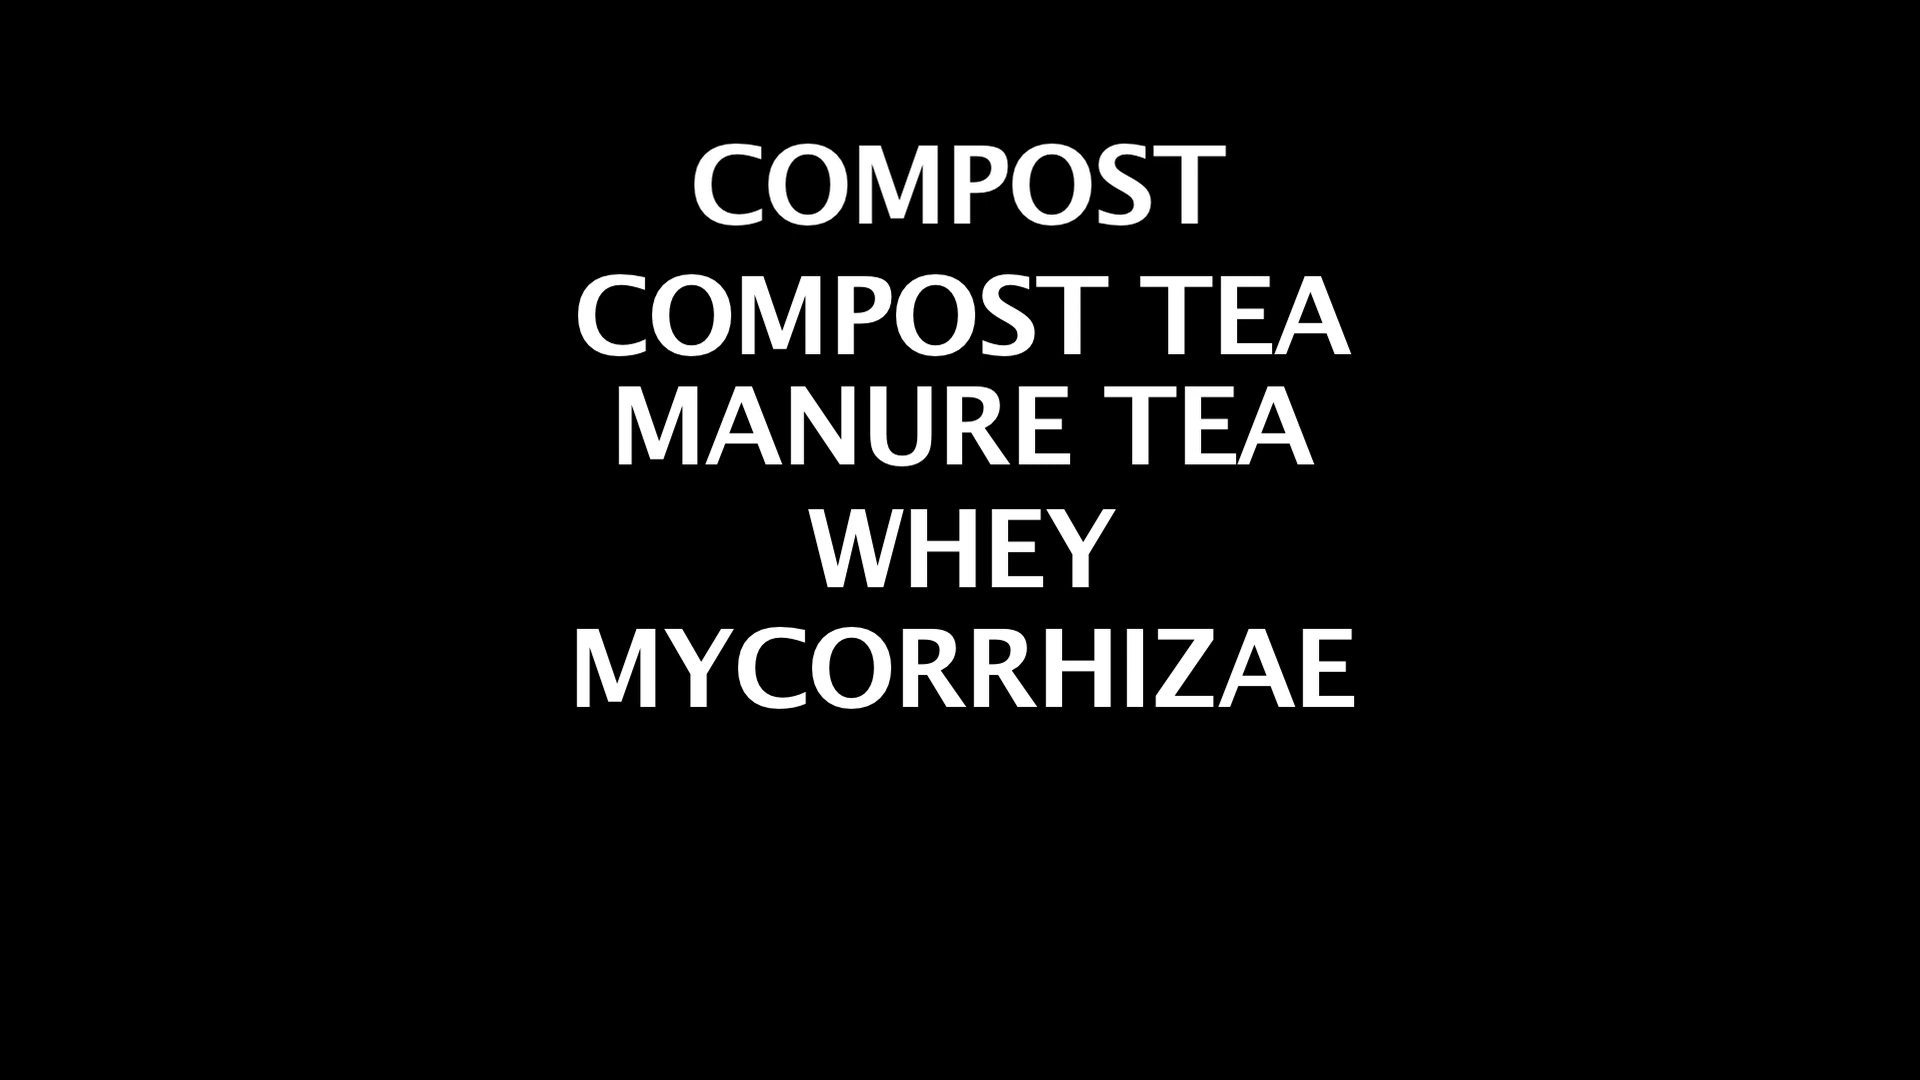 COMPOST
COMPOST TEA
MANURE TEA
WHEY
MYCORRHIZAE